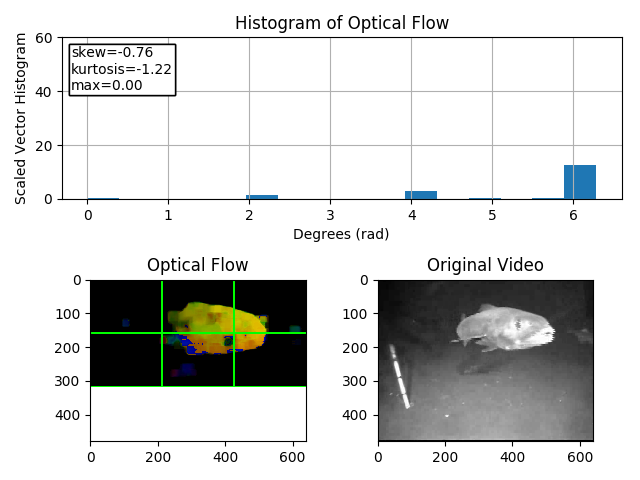 Histogram of Optical Flow
Scaled Vector Histogram
60
40
20
0
skew=-0.76
kurtosis=-1.22
max=0.00
0 1 2 3 4 5 6
Degrees (rad)
Optical Flow
0
100
200
300
400
0 200 400 600
Original Video
0
100
200
300
400
0 200 400 600